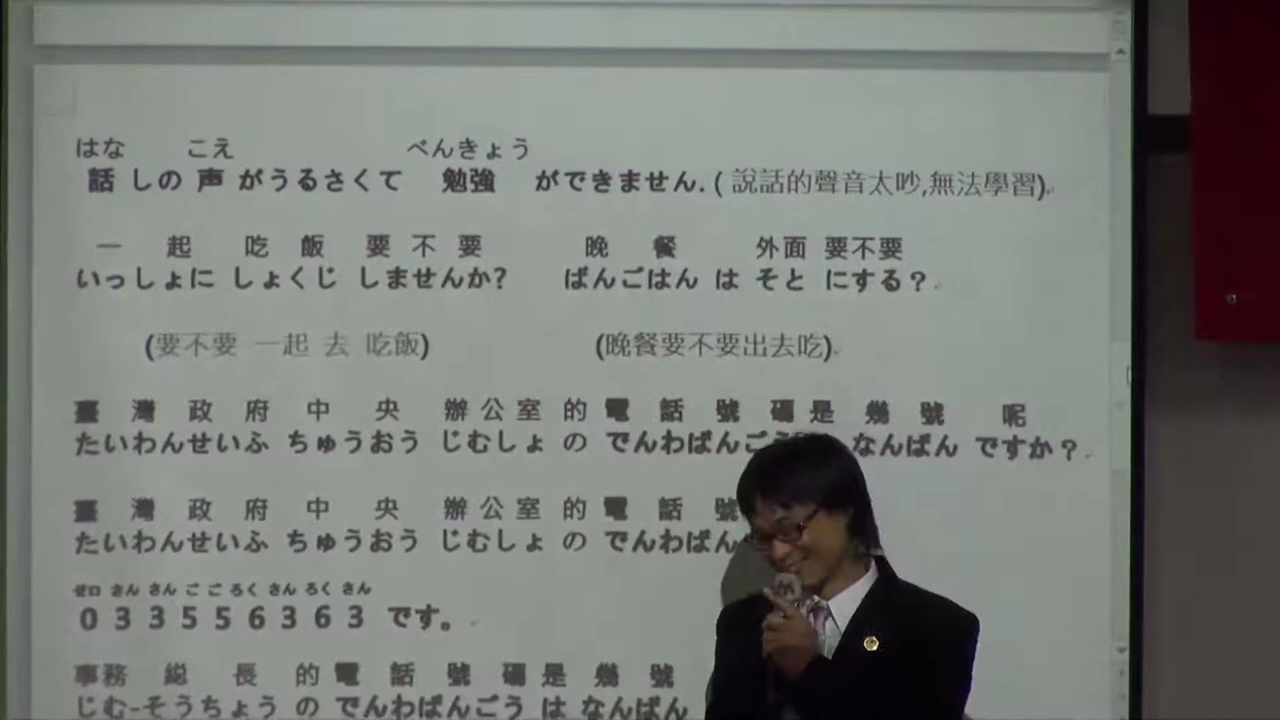 はな こえ べんきょう
話 しの 声 がうるさくて 勉強 ができません. ( 說話的聲音太吵,無法學習).
一 起 吃 飯 要 不 要 晚 餐 外面 要不要
いっしょに しょくじ しませんか? ばんごはん は そと にする？
(要不要 一起 去 吃飯) (晚餐要不要出去吃).
臺 灣 政 府 中 央 辦 公 室 的 電 話 號 碼 是 幾 號 呢
たいわんせいふ ちゅうおう じむしょ の でんわばんご なんばん ですか？
臺 灣 政 府 中 央 辦 公 室 的 電 話 號
たいわんせいふ ちゅうおう じむしょ の でんわばん
ゼロ さん さん ご ご ろく さん ろく さん
0 3 3 5 5 6 3 6 3 です。
事務 総 長 的 電 話 號 碼 是 幾 號
じむ-そうちょう の でんわばんごう は なんばん